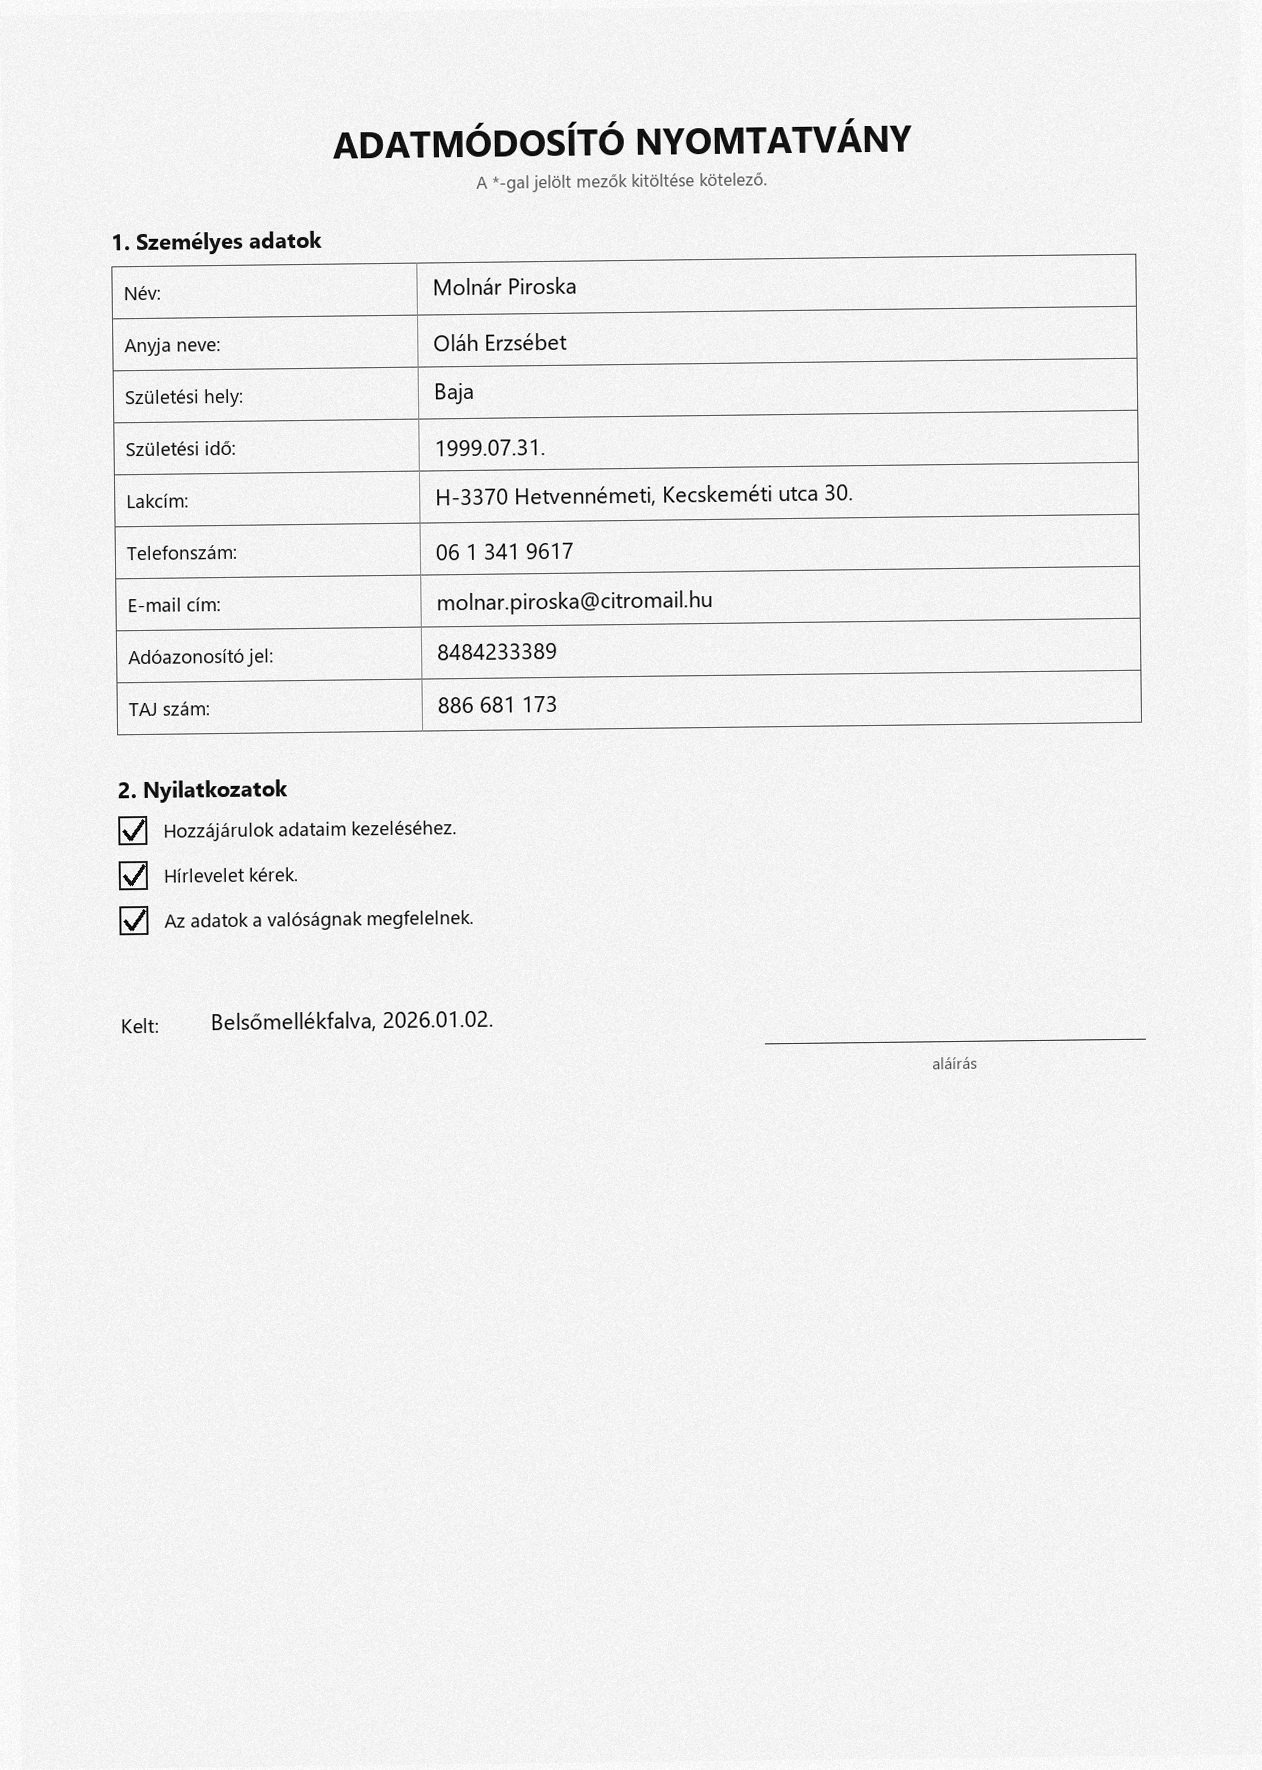 ADATMÓDOSÍTÓ NYOMTATVÁNY
A *-gal jelölt mezők kitöltése kötelező.
1. Személyes adatok
Név: Molnár Piroska
Anyja neve: Oláh Erzsébet
Születési hely: Baja
Születési idő: 1999.07.31.
Lakcím: H-3370 Hetvennémeti, Kecskeméti utca 30.
Telefonszám: 06 1 341 9617
E-mail cím: molnar.piroska@citromail.hu
Adóazonosító jel: 8484233389
TAJ szám: 886 681 173
2. Nyilatkozatok
Hozzájárulok adataim kezeléséhez.
Hírlevelet kérek.
Az adatok a valóságnak megfelelnek.
Kelt: Belsőmellékfalva, 2026.01.02.
aláírás